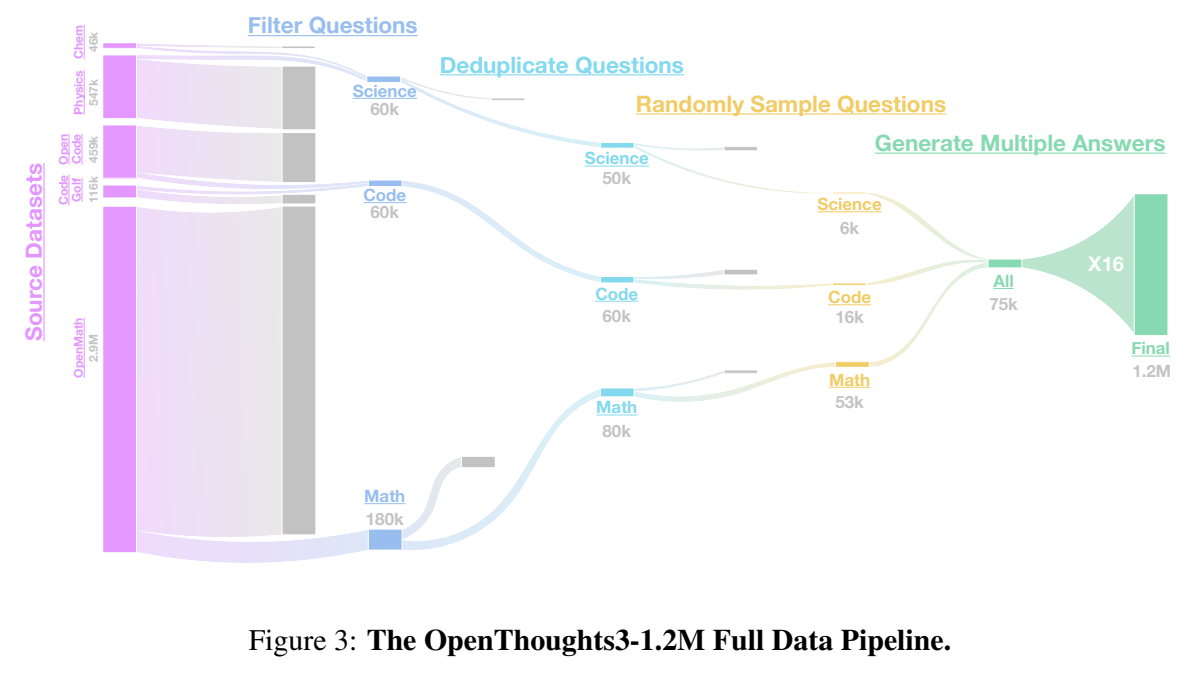 Source Datasets
Chem
46k
Physics
547k
Open
Code
459k
Code
Golf
116k
OpenMath
2.9M
Filter Questions
Science
60k
Code
60k
Math
180k
Deduplicate Questions
Science
50k
Code
60k
Math
80k
Randomly Sample Questions
Science
6k
Code
16k
Math
53k
Generate Multiple Answers
All
75k
X16
Final
1.2M
Figure 3: The OpenThoughts3-1.2M Full Data Pipeline.